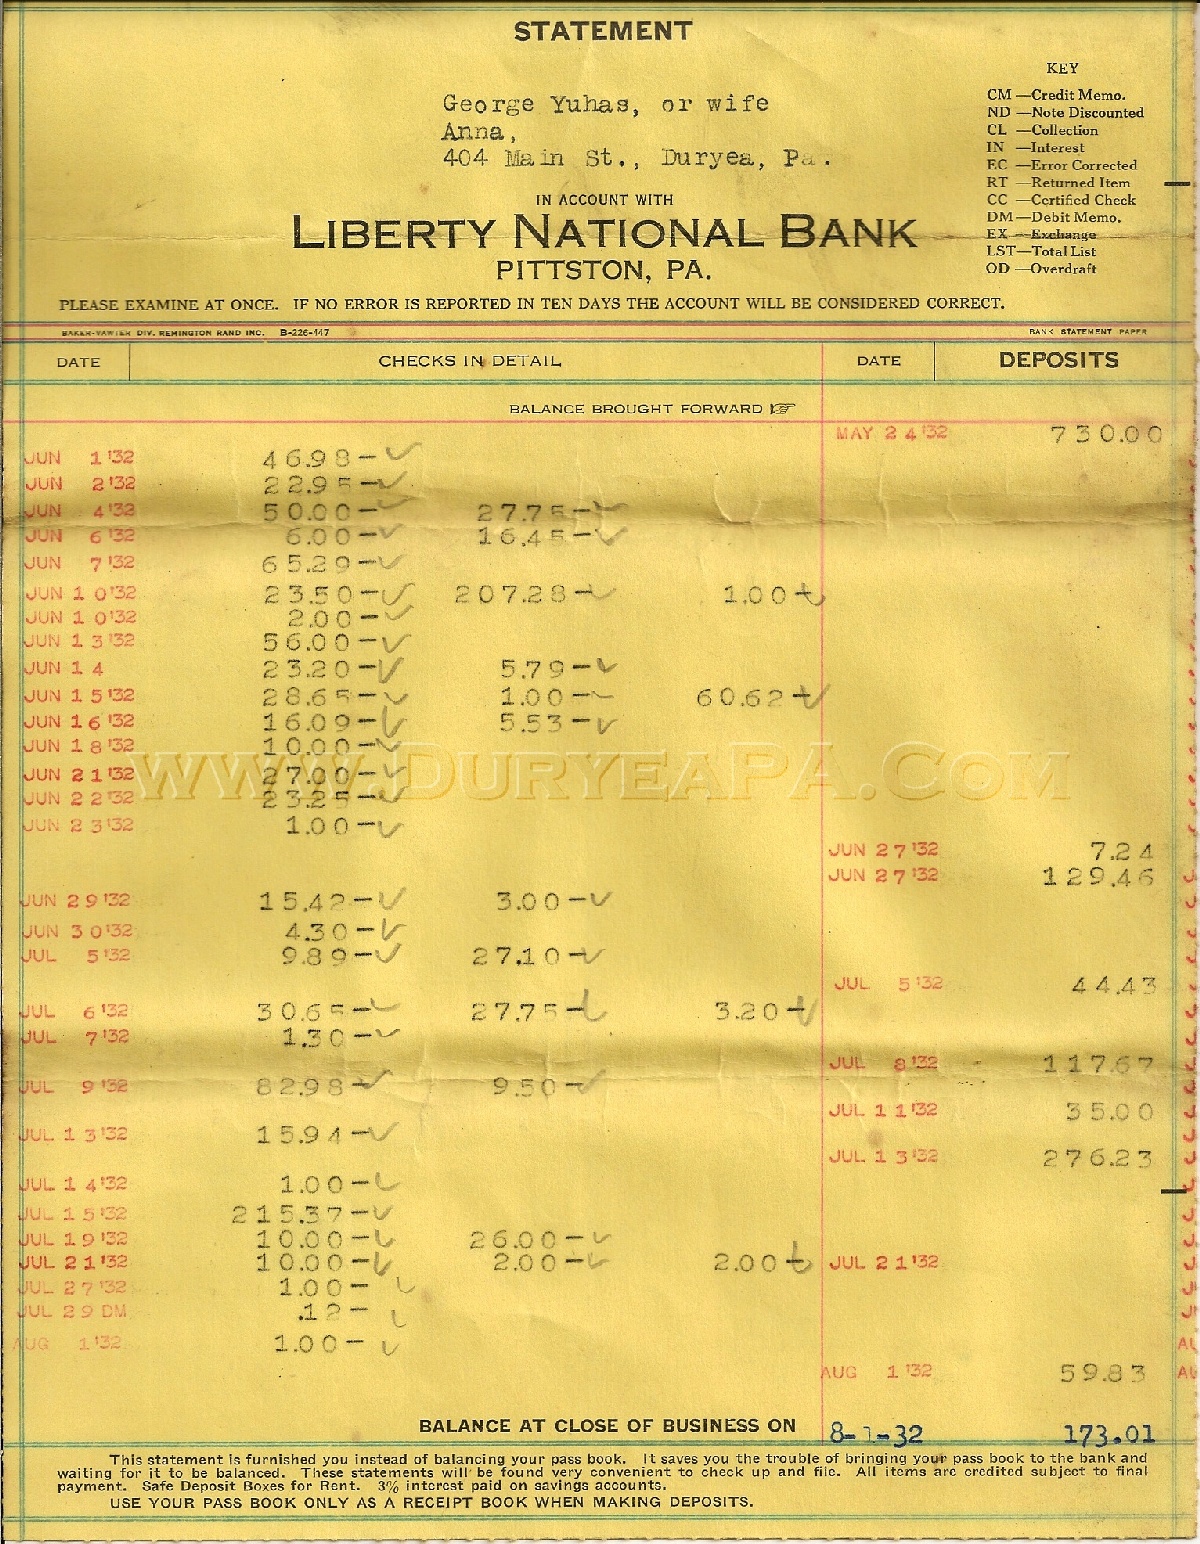 STATEMENT
KEY
George Yuhas, or wife
Anna,
404 Main St., Duryea, Pa.
CM —Credit Memo.
ND —Note Discounted
CL —Collection
IN —Interest
EC —Error Corrected
RT —Returned Item
CC —Certified Check
DM—Debit Memo.
EX —Exchange
LST—Total List
OD —Overdraft
IN ACCOUNT WITH
LIBERTY NATIONAL BANK
PITTSTON, PA.
PLEASE EXAMINE AT ONCE. IF NO ERROR IS REPORTED IN TEN DAYS THE ACCOUNT WILL BE CONSIDERED CORRECT.
BAKER-VAWTER DIV. REMINGTON RAND INC. B-226-447 BANK STATEMENT PAPER
DATE CHECKS IN DETAIL DATE DEPOSITS
BALANCE BROUGHT FORWARD ☞
MAY 24 '32 730.00
JUN 1 '32 46.98 –
JUN 2 '32 22.95 –
JUN 4 '32 50.00 – 27.75 –
JUN 6 '32 6.00 – 16.45 –
JUN 7 '32 65.29 –
JUN 10 '32 23.50 – 207.28 – 1.00 –
JUN 10 '32 2.00 –
JUN 13 '32 56.00 –
JUN 14 23.20 – 5.79 –
JUN 15 '32 28.65 – 1.00 – 60.62 –
JUN 16 '32 16.09 – 5.53 –
JUN 18 '32 10.00 –
WWW.DURYEAPA.COM
JUN 21 '32 27.00 –
JUN 22 '32 23.25 –
JUN 23 '32 1.00 –
JUN 27 '32 7.24
JUN 27 '32 129.46
JUN 29 '32 15.42 – 3.00 –
JUN 30 '32 4.30 –
JUL 5 '32 9.89 – 27.10 –
JUL 5 '32 44.43
JUL 6 '32 30.65 – 27.75 – 3.20 –
JUL 7 '32 1.30 –
JUL 8 '32 117.67
JUL 9 '32 82.98 – 9.50 –
JUL 11 '32 35.00
JUL 13 '32 15.94 –
JUL 13 '32 276.23
JUL 14 '32 1.00 –
JUL 15 '32 215.37 –
JUL 19 '32 10.00 – 26.00 –
JUL 21 '32 10.00 – 2.00 – 2.00 – JUL 21 '32
JUL 27 '32 1.00 –
JUL 29 DM .12 –
AUG 1 '32 1.00 –
AUG 1 '32 59.83
BALANCE AT CLOSE OF BUSINESS ON 8-1-32 173.01
This statement is furnished you instead of balancing your pass book. It saves you the trouble of bringing your pass book to the bank and
waiting for it to be balanced. These statements will be found very convenient to check up and file. All items are credited subject to final
payment. Safe Deposit Boxes for Rent. 3% interest paid on savings accounts.
USE YOUR PASS BOOK ONLY AS A RECEIPT BOOK WHEN MAKING DEPOSITS.